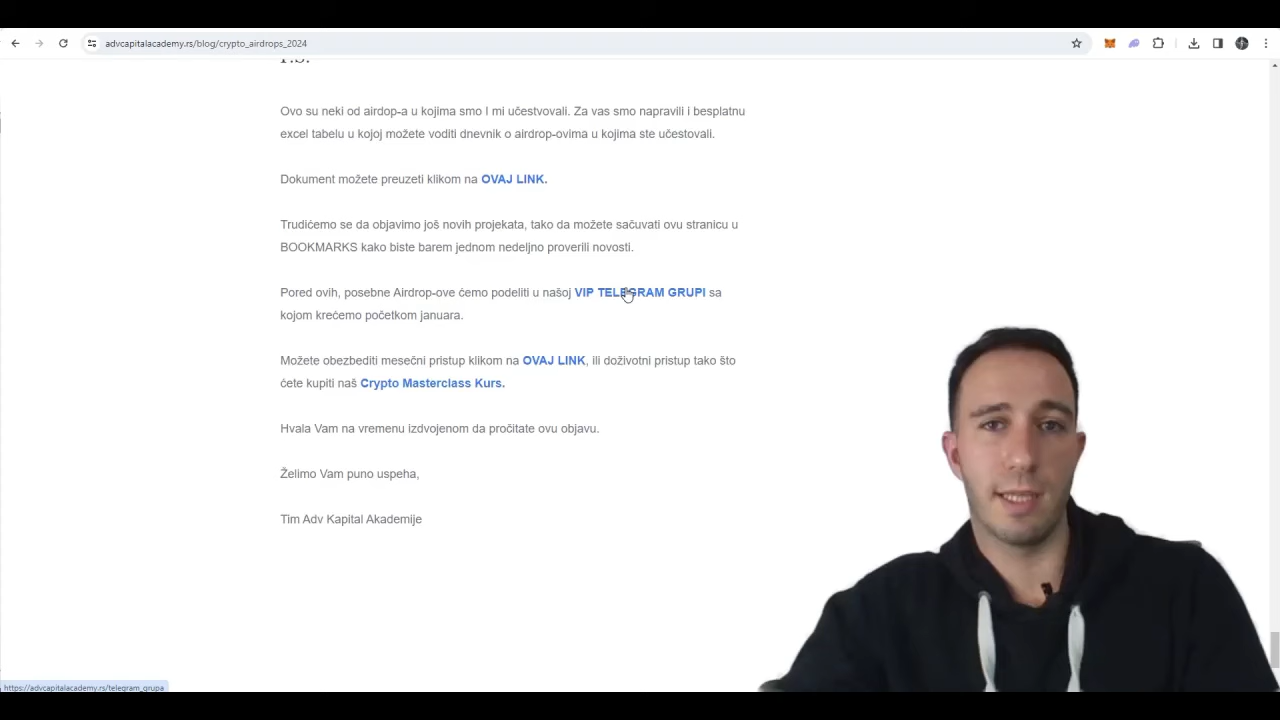 advcapitalacademy.rs/blog/crypto_airdrops_2024
P.S.
Ovo su neki od airdop-a u kojima smo I mi učestvovali. Za vas smo napravili i besplatnu
excel tabelu u kojoj možete voditi dnevnik o airdrop-ovima u kojima ste učestovali.
Dokument možete preuzeti klikom na OVAJ LINK.
Trudićemo se da objavimo još novih projekata, tako da možete sačuvati ovu stranicu u
BOOKMARKS kako biste barem jednom nedeljno proverili novosti.
Pored ovih, posebne Airdrop-ove ćemo podeliti u našoj VIP TELEGRAM GRUPI sa
kojom krećemo početkom januara.
Možete obezbediti mesečni pristup klikom na OVAJ LINK, ili doživotni pristup tako što
ćete kupiti naš Crypto Masterclass Kurs.
Hvala Vam na vremenu izdvojenom da pročitate ovu objavu.
Želimo Vam puno uspeha,
Tim Adv Kapital Akademije
https://advcapitalacademy.rs/telegram_grupa